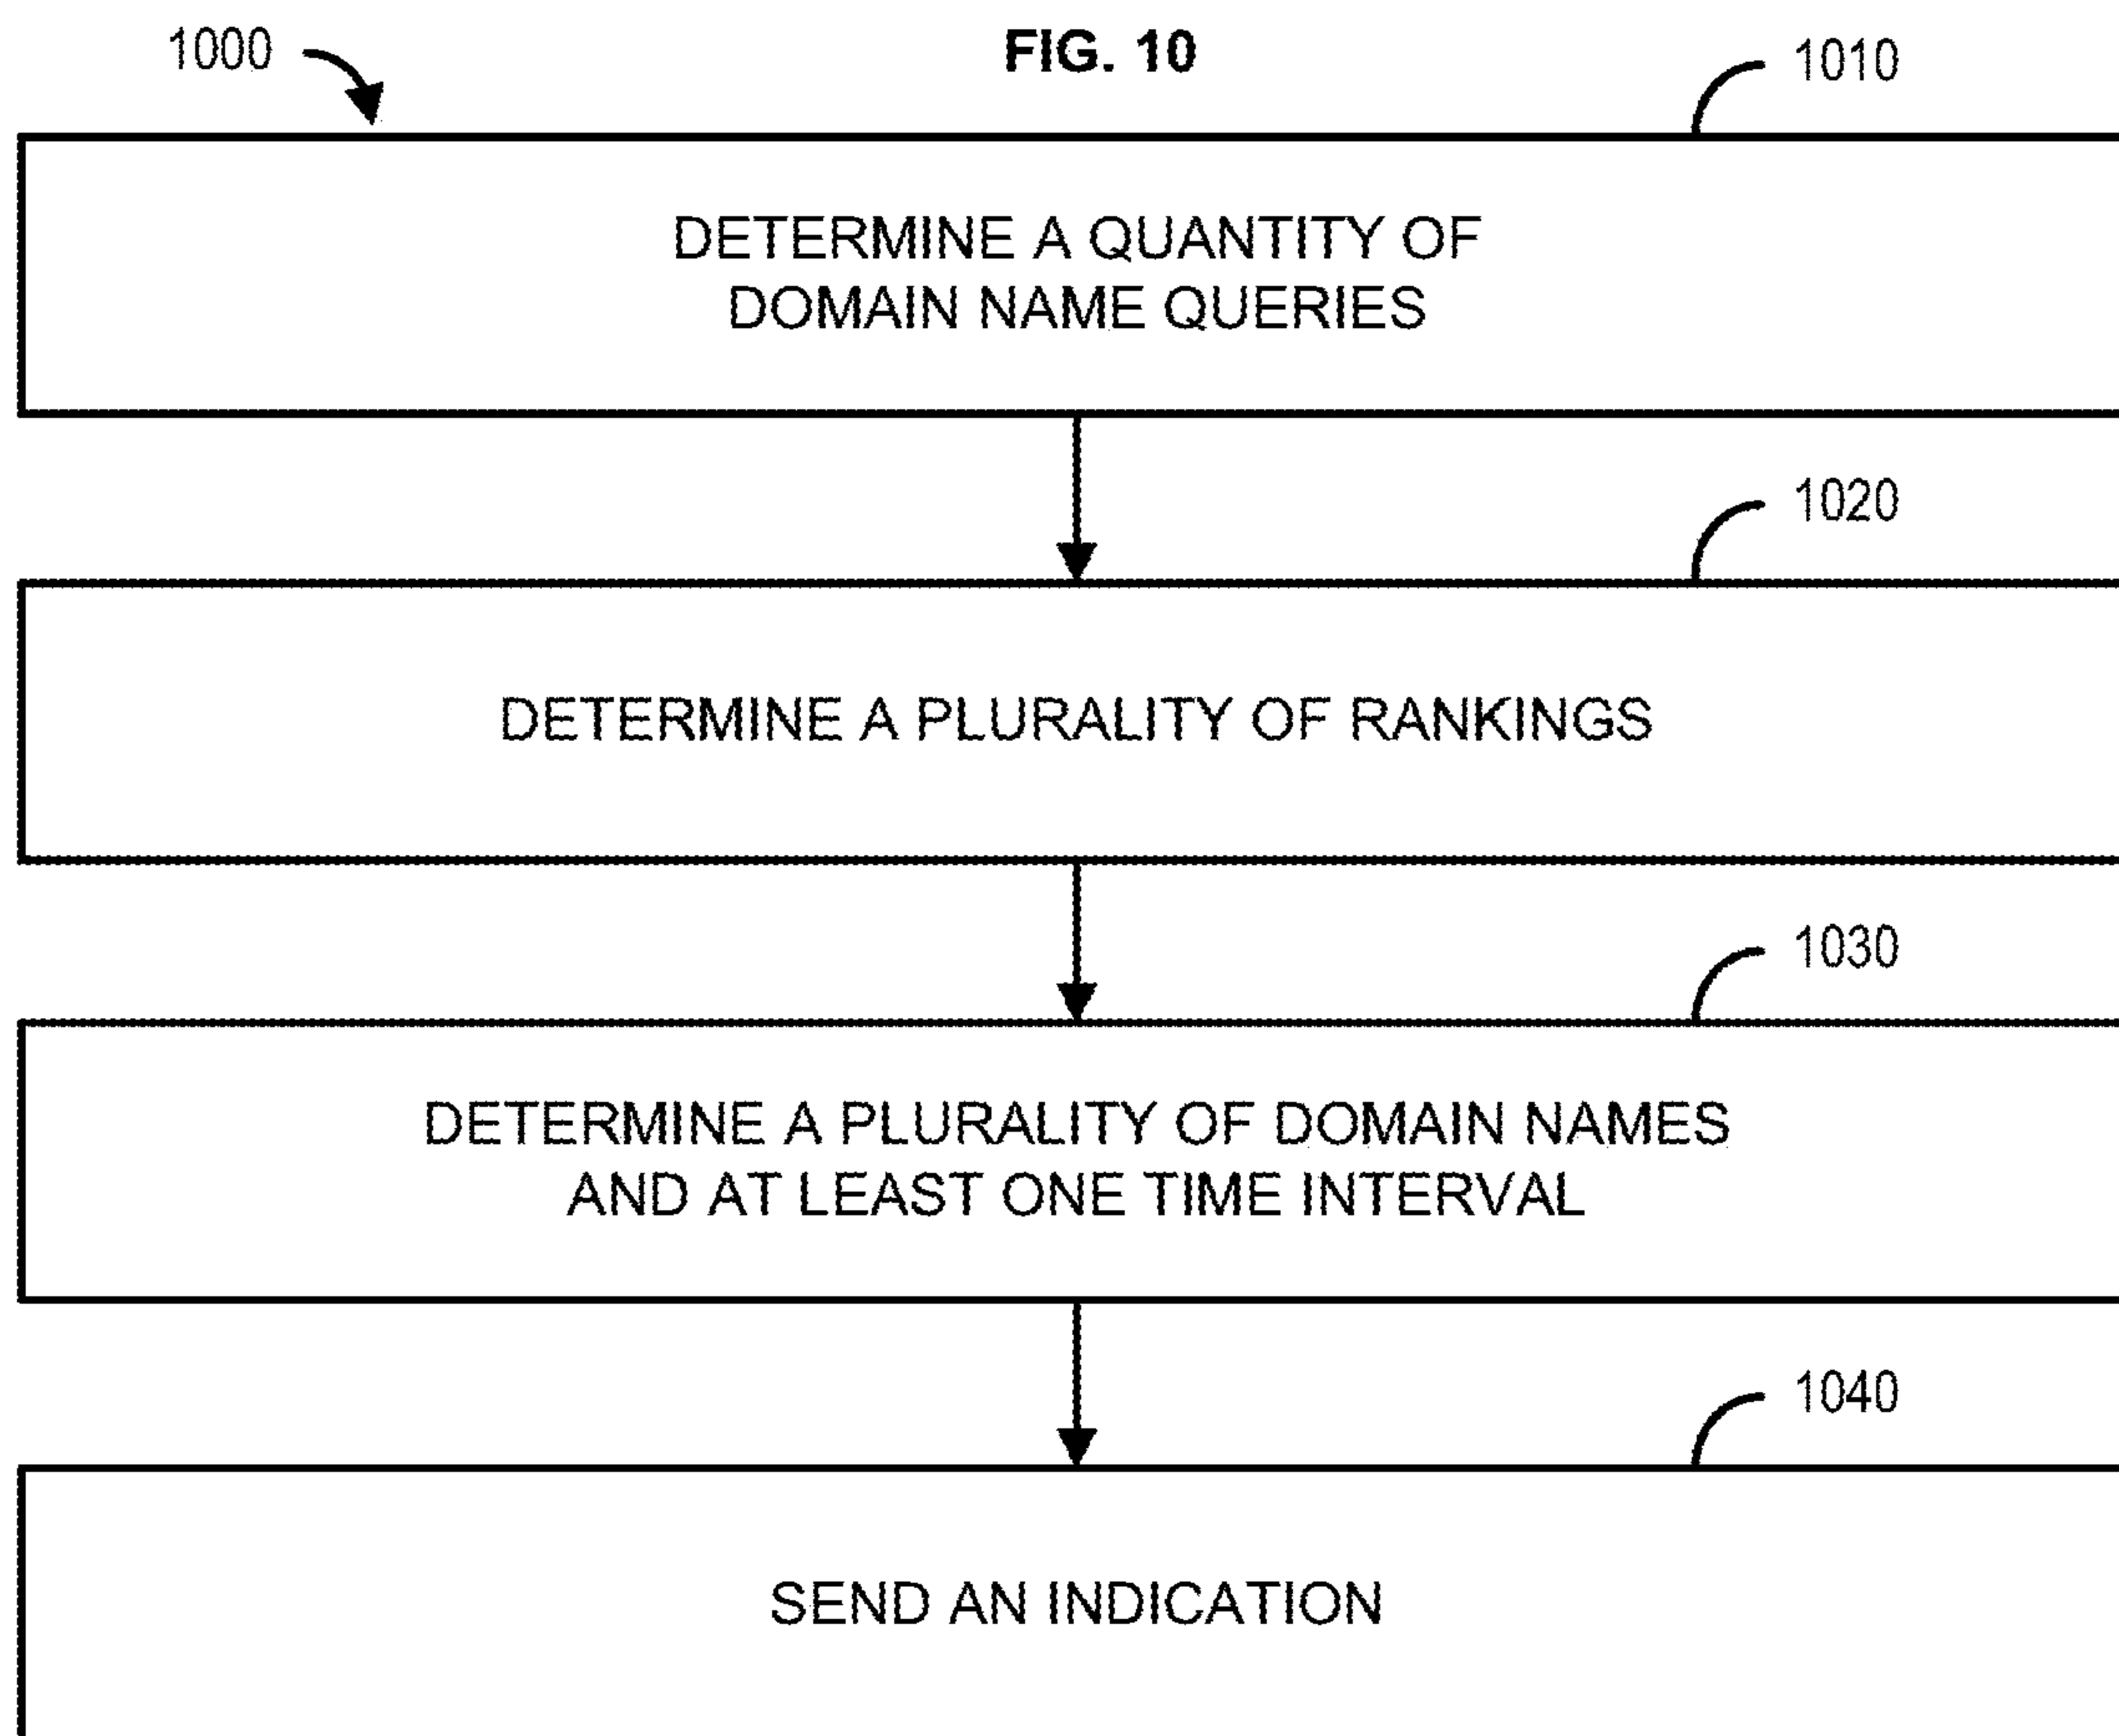 1000
FIG. 10
1010
DETERMINE A QUANTITY OF
DOMAIN NAME QUERIES
1020
DETERMINE A PLURALITY OF RANKINGS
1030
DETERMINE A PLURALITY OF DOMAIN NAMES
AND AT LEAST ONE TIME INTERVAL
1040
SEND AN INDICATION